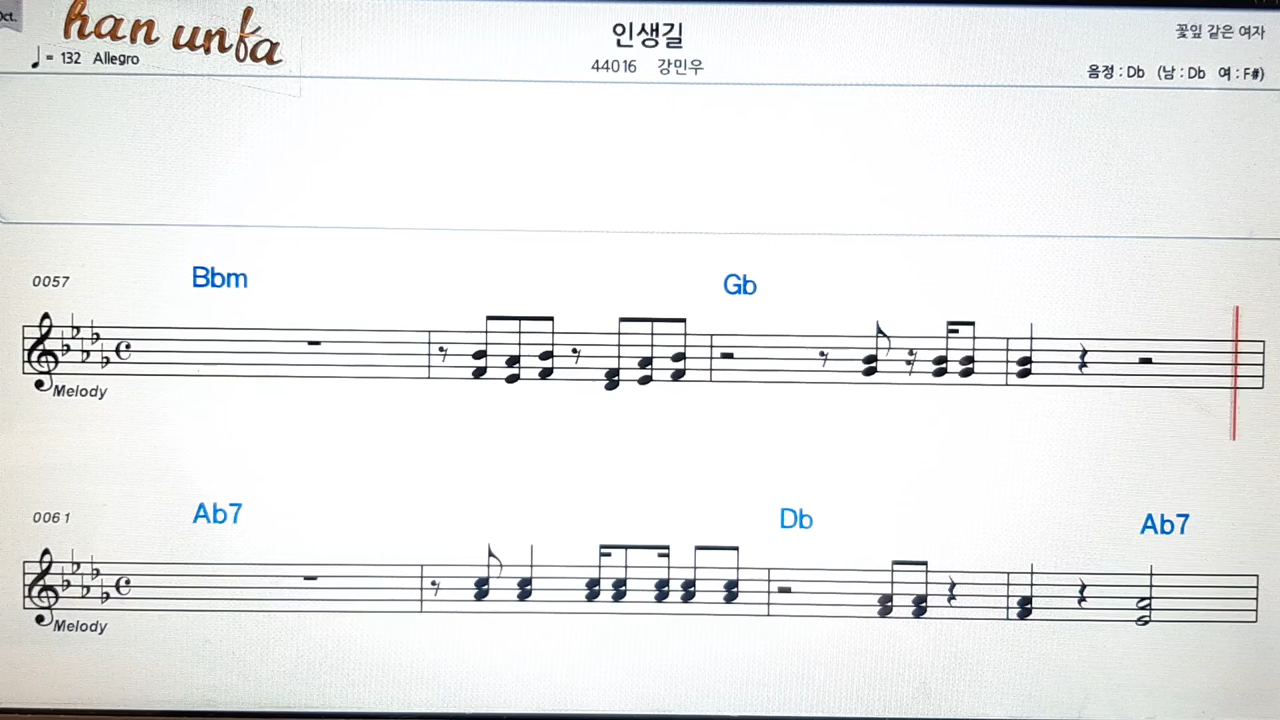 Oct.
han unfa
인생길
꽃잎 같은 여자
♩= 132 Allegro
44016 강민우
음정 : Db (남 : Db 여 : F#)
0057
Bbm
Gb
Melody
0061
Ab7
Db
Ab7
Melody